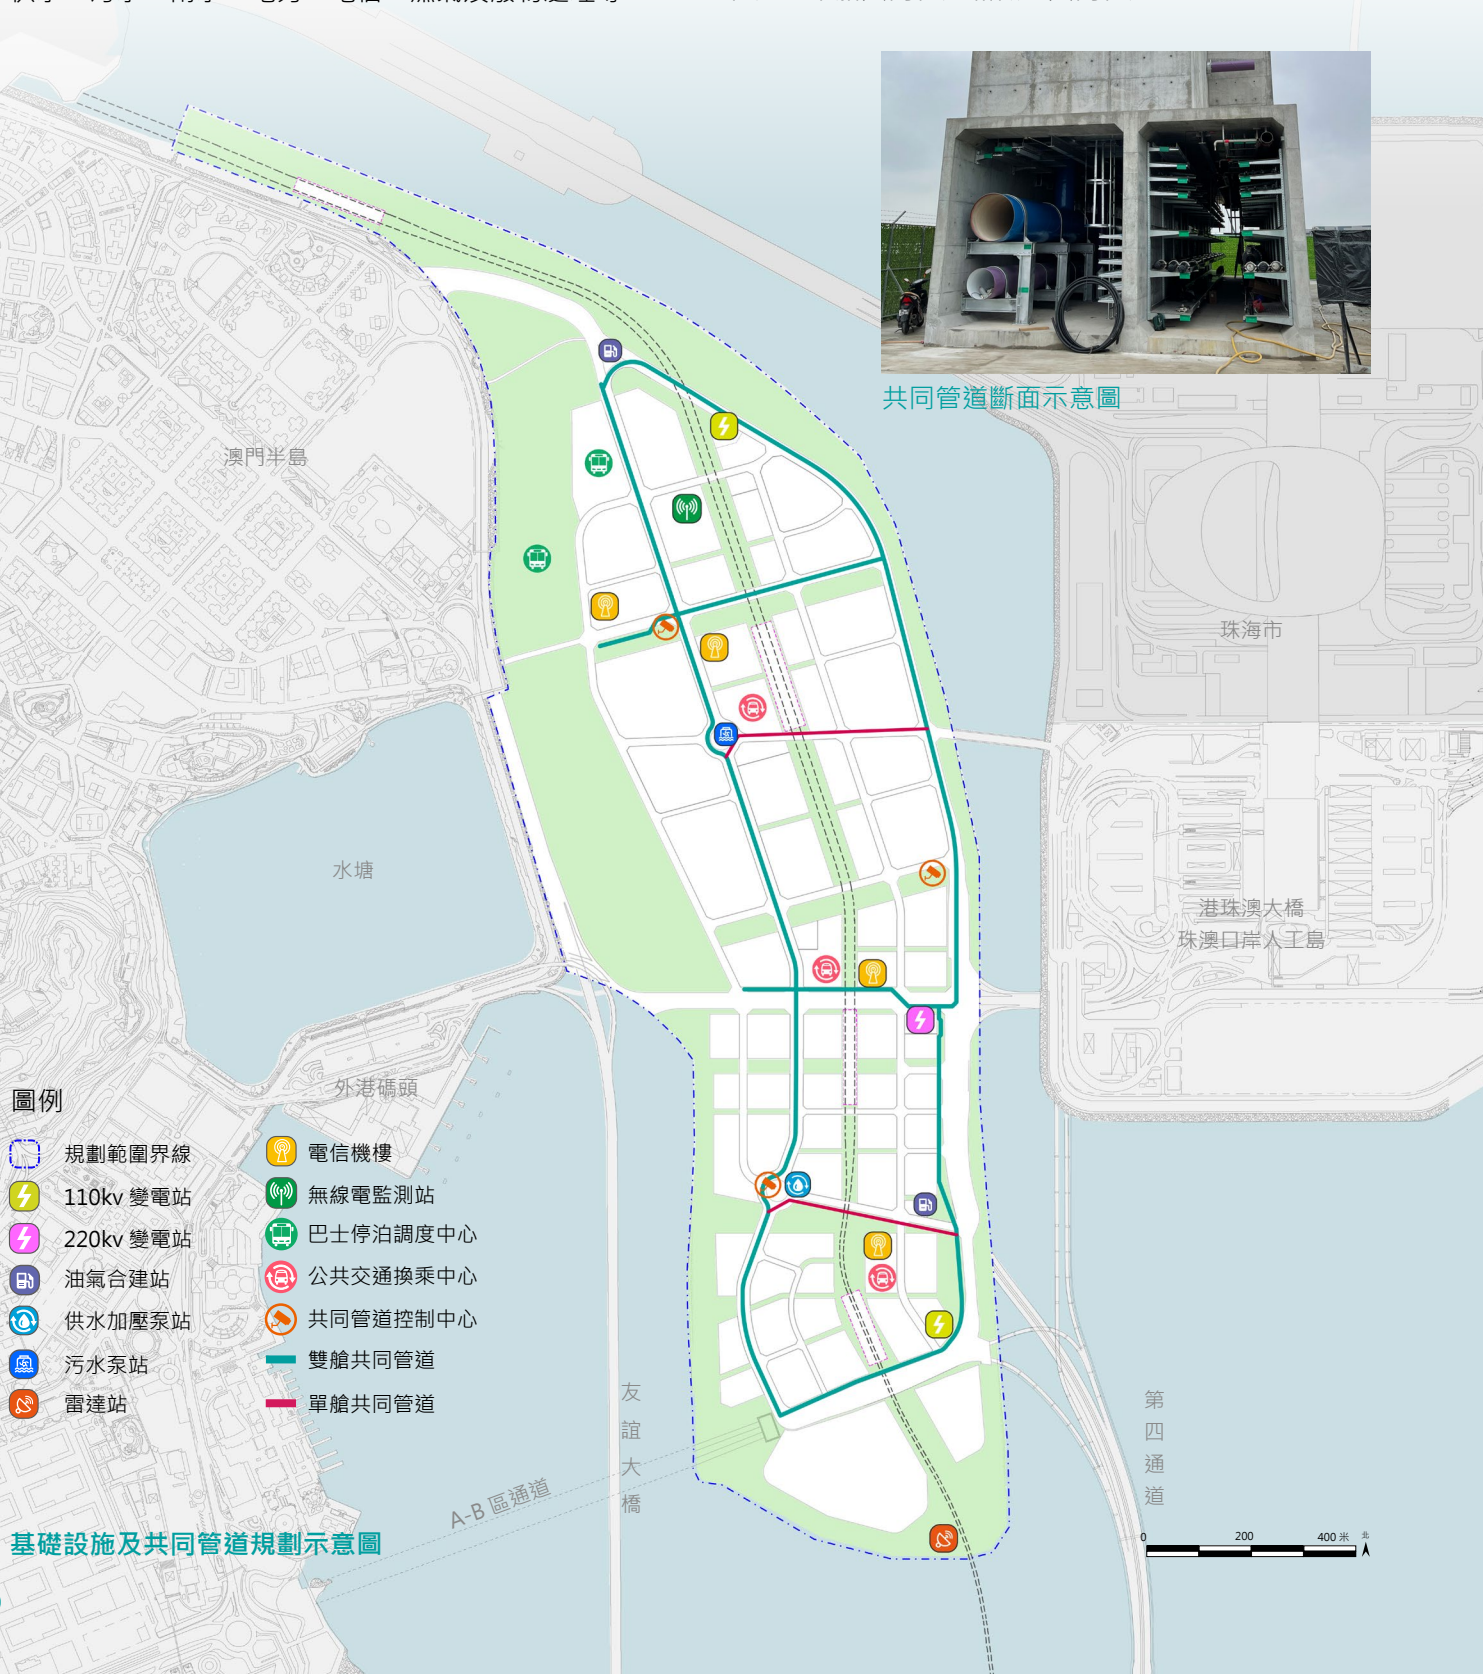 共同管道斷面示意圖
澳門半島
珠海市
水塘
港珠澳大橋
珠澳口岸人工島
外港碼頭
圖例
規劃範圍界線
110kv 變電站
220kv 變電站
油氣合建站
供水加壓泵站
污水泵站
雷達站
電信機樓
無線電監測站
巴士停泊調度中心
公共交通換乘中心
共同管道控制中心
雙艙共同管道
單艙共同管道
友誼大橋
第四通道
A-B 區通道
基礎設施及共同管道規劃示意圖
0 200 400 米
北